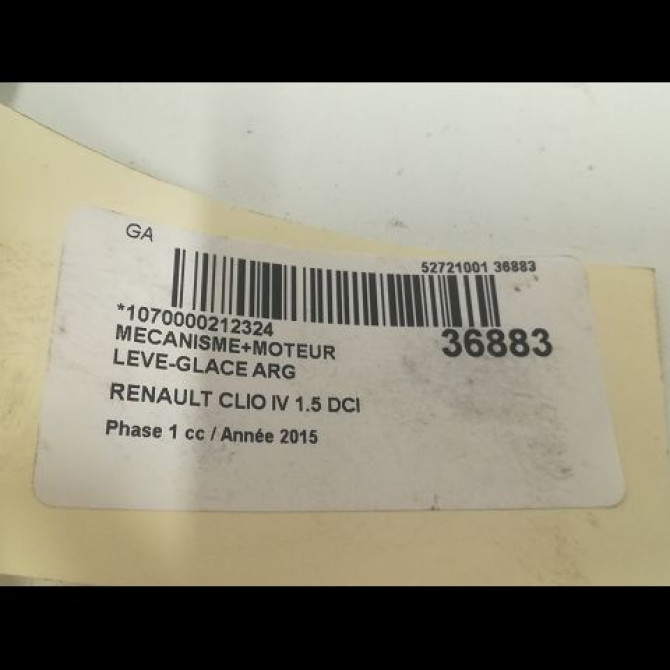 GA
52721001 36883
*1070000212324
MECANISME+MOTEUR
36883
LEVE-GLACE ARG
RENAULT CLIO IV 1.5 DCI
Phase 1 cc / Année 2015